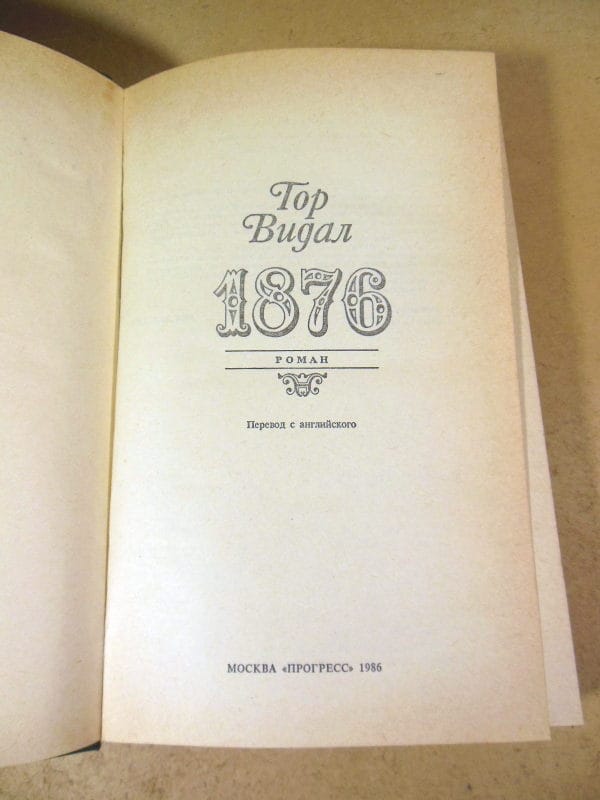 Гор
Видал
1876
РОМАН
Перевод с английского
МОСКВА «ПРОГРЕСС» 1986